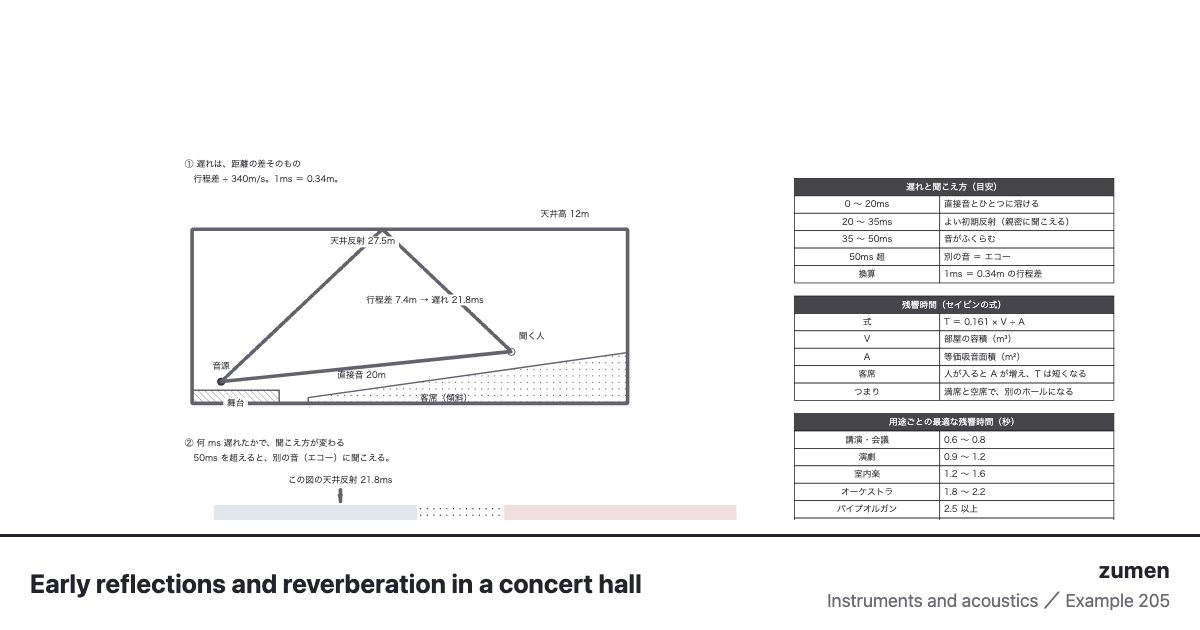 ① 遅れは、距離の差そのもの
行程差 ÷ 340m/s。1ms ＝ 0.34m。
天井高 12m
天井反射 27.5m
行程差 7.4m → 遅れ 21.8ms
聞く人
音源
直接音 20m
舞台
客席（傾斜）
② 何 ms 遅れたかで、聞こえ方が変わる
50ms を超えると、別の音（エコー）に聞こえる。
この図の天井反射 21.8ms
遅れと聞こえ方（目安）
0 〜 20ms 直接音とひとつに溶ける
20 〜 35ms よい初期反射（親密に聞こえる）
35 〜 50ms 音がふくらむ
50ms 超 別の音 ＝ エコー
換算 1ms ＝ 0.34m の行程差
残響時間（セイビンの式）
式 T ＝ 0.161 × V ÷ A
V 部屋の容積（m³）
A 等価吸音面積（m²）
客席 人が入ると A が増え、T は短くなる
つまり 満席と空席で、別のホールになる
用途ごとの最適な残響時間（秒）
講演・会議 0.6 〜 0.8
演劇 0.9 〜 1.2
室内楽 1.2 〜 1.6
オーケストラ 1.8 〜 2.2
パイプオルガン 2.5 以上
Early reflections and reverberation in a concert hall
zumen
Instruments and acoustics ／ Example 205